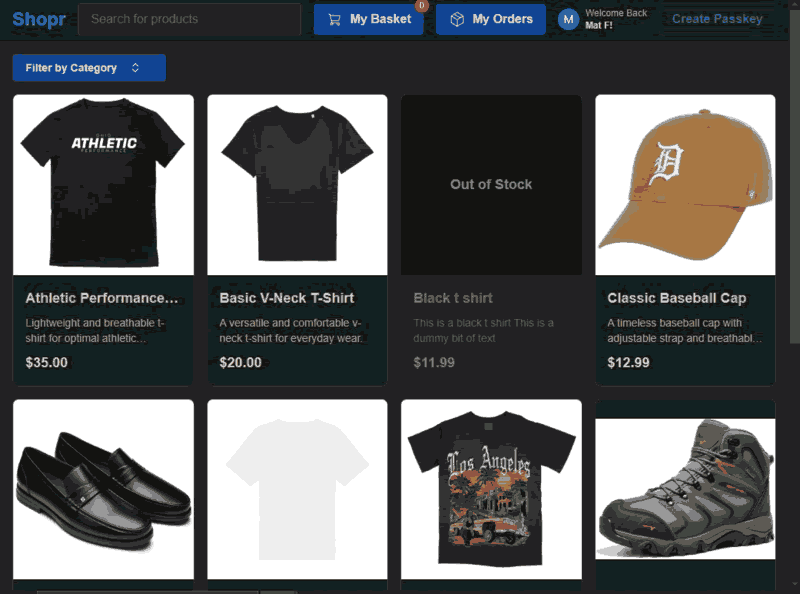 Shopr
Search for products
My Basket
0
My Orders
M
Welcome Back
Mat F!
Create Passkey
Filter by Category
ATHLETIC
PERFORMANCE
Out of Stock
D
Athletic Performance…
Lightweight and breathable t-
shirt for optimal athletic…
$35.00
Basic V-Neck T-Shirt
A versatile and comfortable v-
neck t-shirt for everyday wear.
$20.00
Black t shirt
This is a black t shirt This is a
dummy bit of text
$11.99
Classic Baseball Cap
A timeless baseball cap with
adjustable strap and breathabl…
$12.99
Los Angeles